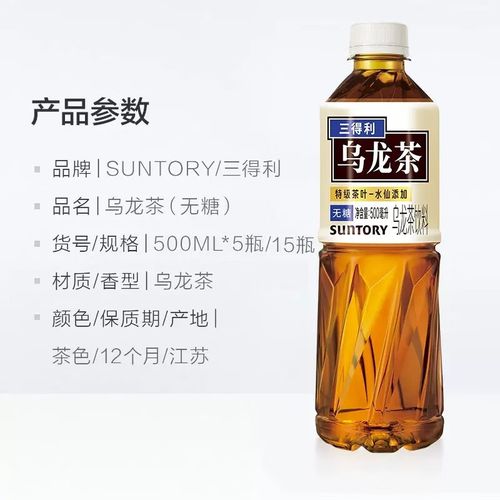 产品参数
品牌|SUNTORY/三得利
品名|乌龙茶(无糖)
货号/规格|500ML*5瓶/15瓶
材质/香型|乌龙茶
颜色/保质期/产地|
茶色/12个月/江苏
三得利
乌龙茶
特级茶叶-水仙添加
无糖 净含量:500毫升
SUNTORY 乌龙茶饮料